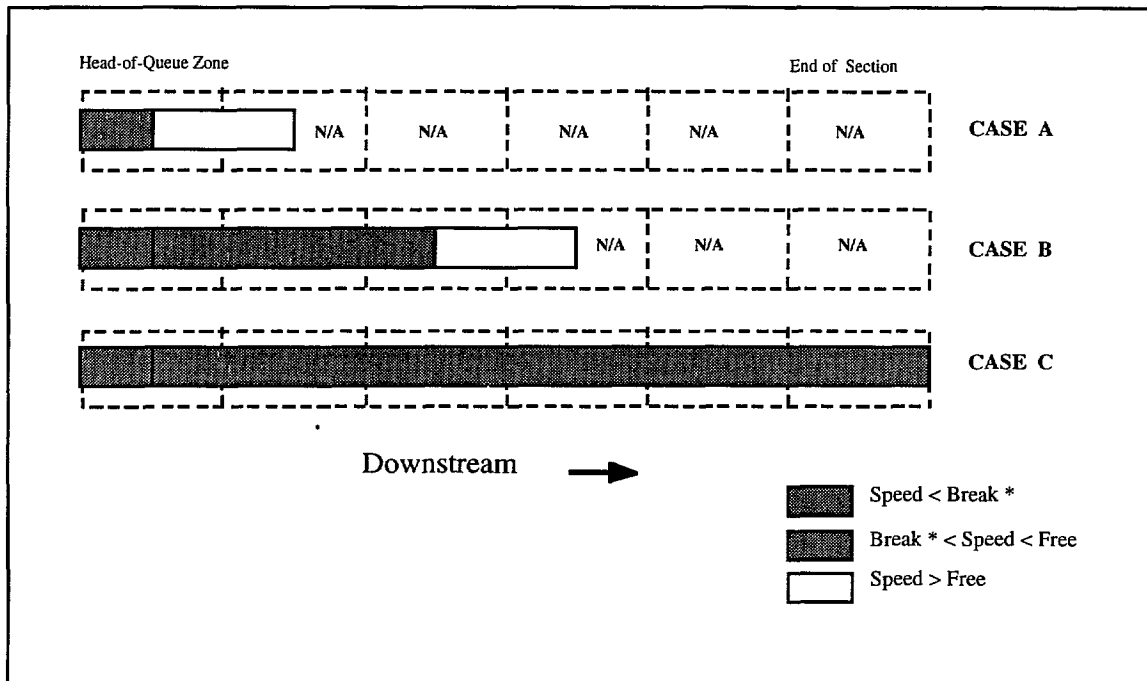 Head-of-Queue Zone End of Section
N/A N/A N/A N/A N/A CASE A
N/A N/A N/A CASE B
CASE C
Downstream
Speed < Break *
Break * < Speed < Free
Speed > Free